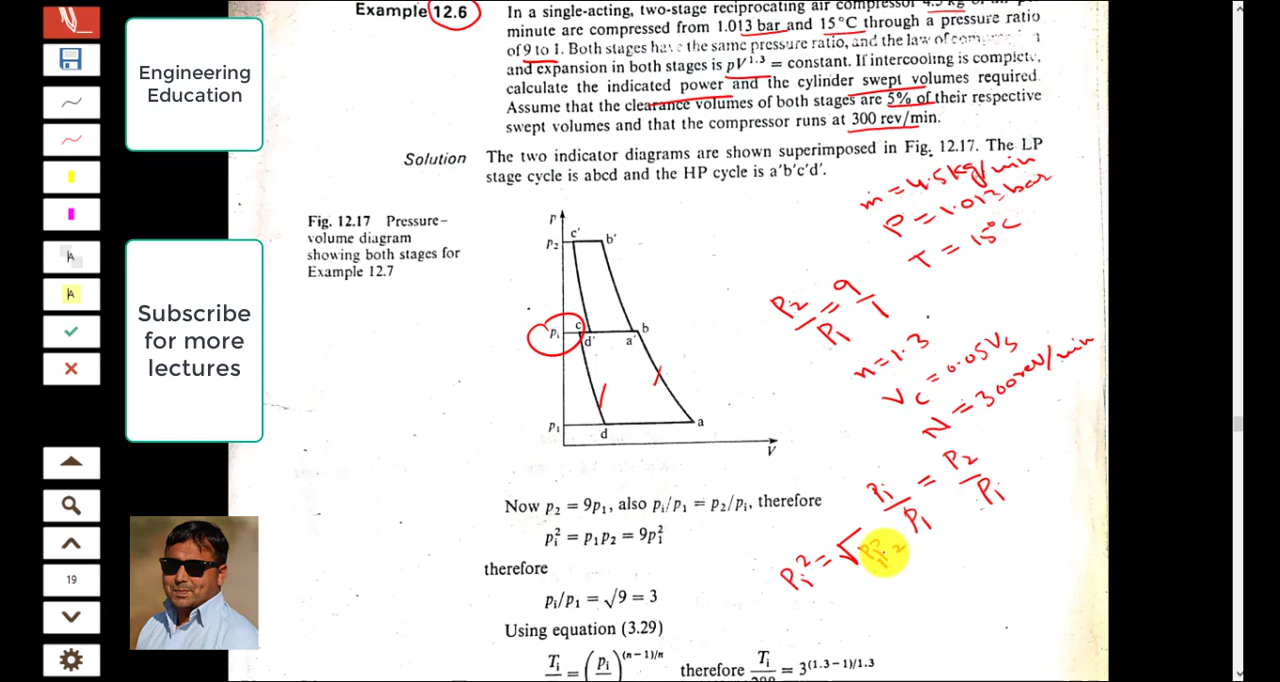 Example 12.6
In a single-acting, two-stage reciprocating air compressor 4.5 kg of air per
minute are compressed from 1.013 bar and 15°C through a pressure ratio
of 9 to 1. Both stages have the same pressure ratio, and the law of
and expansion in both stages is pV^1.3 = constant. If intercooling is complete,
calculate the indicated power and the cylinder swept volumes required.
Assume that the clearance volumes of both stages are 5% of their respective
swept volumes and that the compressor runs at 300 rev/min.
Solution The two indicator diagrams are shown superimposed in Fig. 12.17. The LP
stage cycle is abcd and the HP cycle is a'b'c'd'.
Fig. 12.17 Pressure–
volume diagram
showing both stages for
Example 12.7
p
p2
c'
b'
pi
c
d'
a'
b
p1
d
a
V
ṁ = 4.5 kg/min
P = 1.013 bar
T = 15°C
P2/P1 = 9/1
n = 1.3
Vc = 0.05Vs
N = 300rev/min
Pi/P1 = P2/Pi
Pi² = √
Now p2 = 9p1, also pi/p1 = p2/pi, therefore
pi² = p1p2 = 9p1²
therefore
pi/p1 = √9 = 3
Using equation (3.29)
Ti = (pi)^(n−1)/n therefore Ti = 3^(1.3−1)/1.3
Engineering
Education
Subscribe
for more
lectures
A
A
19